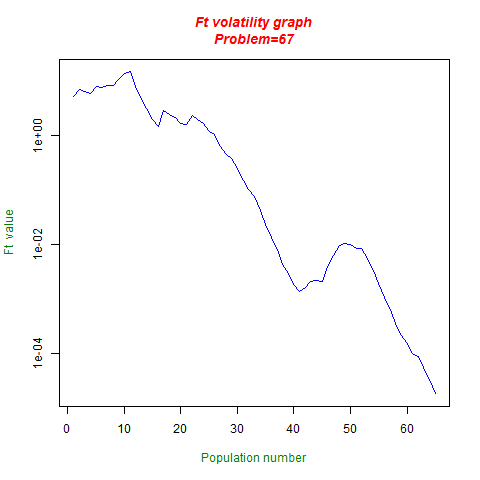 Ft volatility graph
Problem=67
1e+00
1e-02
1e-04
Ft value
0 10 20 30 40 50 60
Population number